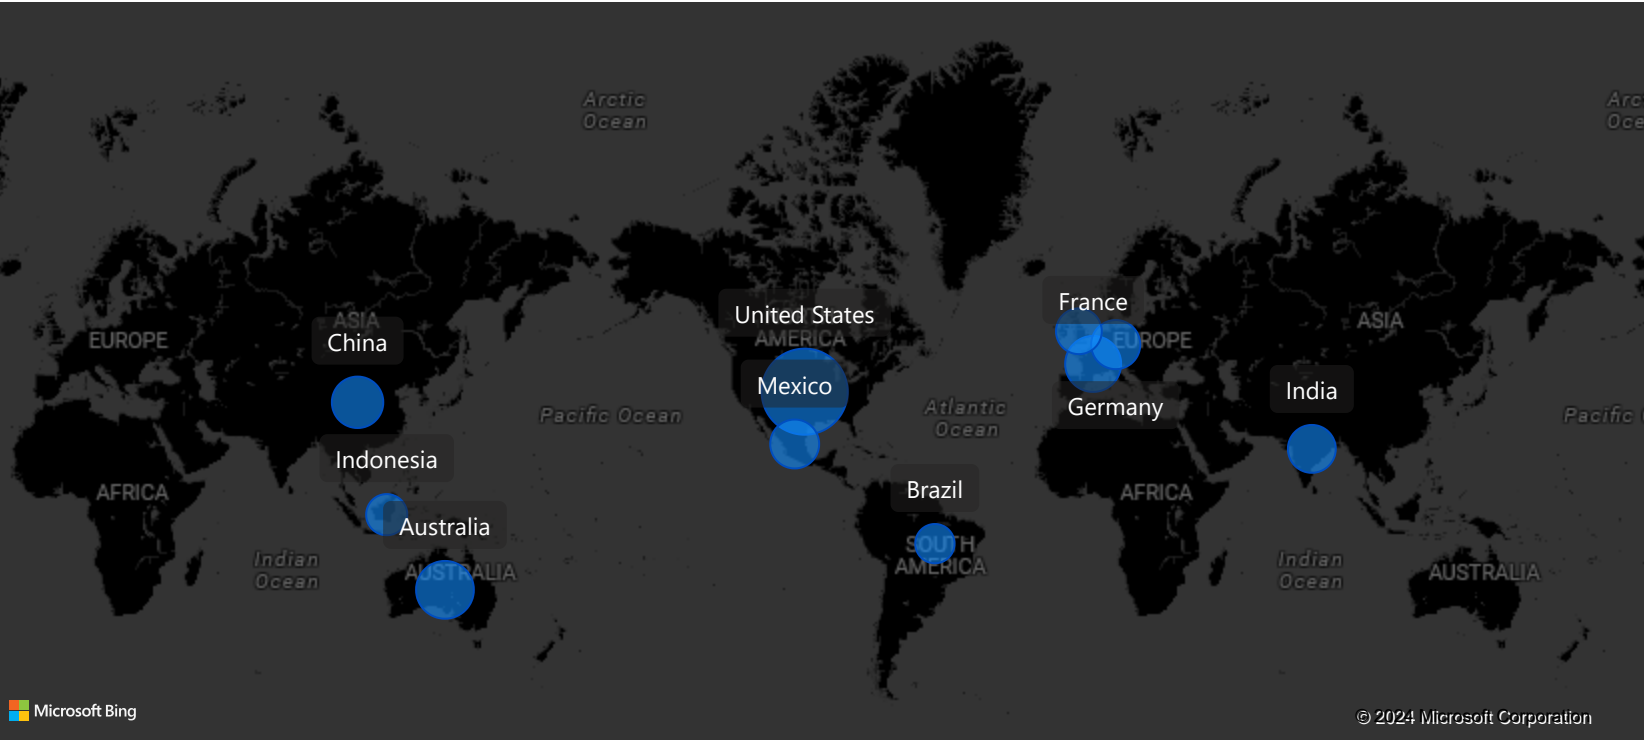 Arctic
Ocean
Arc
Oce
France
United States
AMERICA
EUROPE
ASIA
China
EUROPE
ASIA
Mexico
India
Germany
Pacific Ocean
Atlantic
Ocean
Pacific
Indonesia
AFRICA
Brazil
AFRICA
Australia
SOUTH
AMERICA
Indian
Ocean
AUSTRALIA
Indian
Ocean
AUSTRALIA
Microsoft Bing
© 2024 Microsoft Corporation